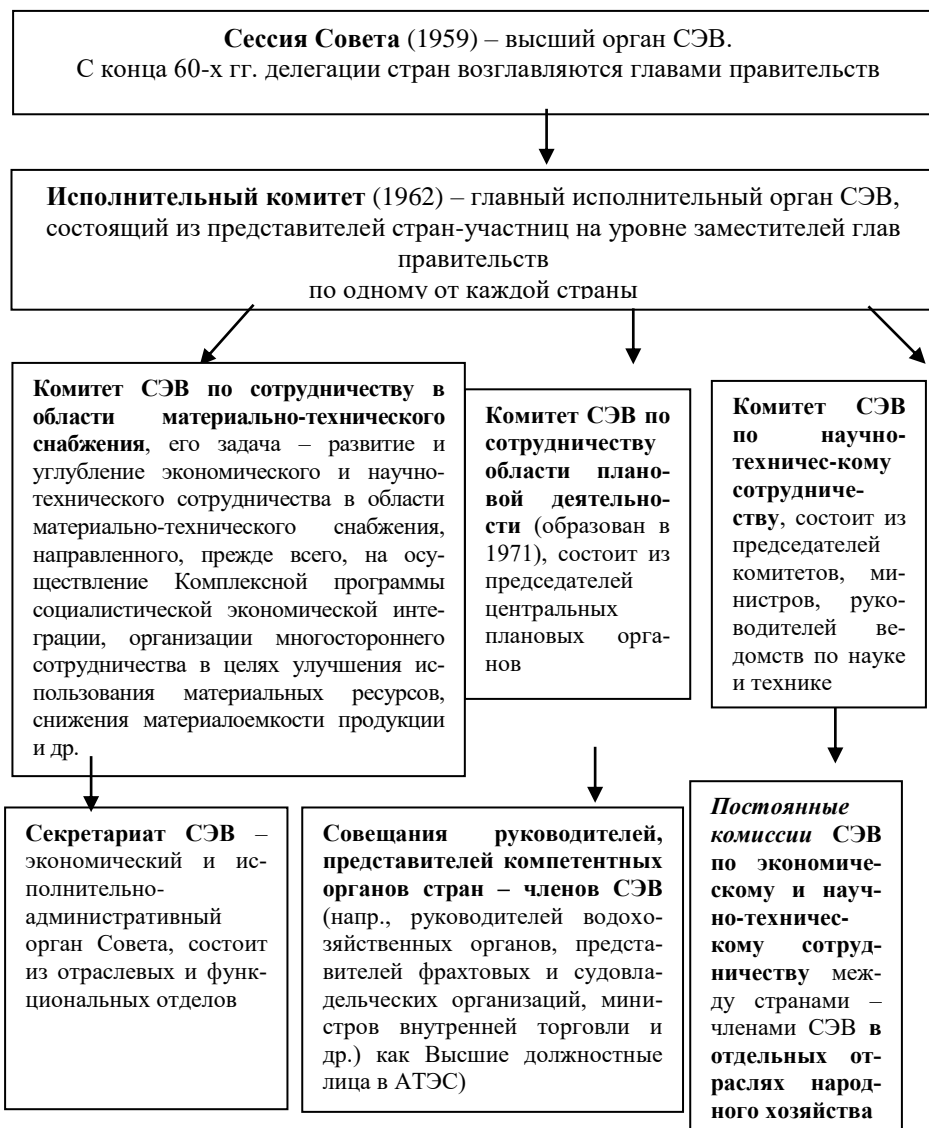 Сессия Совета (1959) – высший орган СЭВ.
С конца 60-х гг. делегации стран возглавляются главами правительств
Исполнительный комитет (1962) – главный исполнительный орган СЭВ,
состоящий из представителей стран-участниц на уровне заместителей глав
правительств
по одному от каждой страны
Комитет СЭВ по сотрудничеству в
области материально-технического
снабжения, его задача – развитие и
углубление экономического и научно-
технического сотрудничества в области
материально-технического снабжения,
направленного, прежде всего, на осу-
ществление Комплексной программы
социалистической экономической инте-
грации, организации многостороннего
сотрудничества в целях улучшения ис-
пользования материальных ресурсов,
снижения материалоемкости продукции
и др.
Комитет СЭВ по
сотрудничеству
области плано-
вой деятельно-
сти (образован в
1971), состоит из
председателей
центральных
плановых орга-
нов
Комитет СЭВ
по научно-
техничес-кому
сотрудниче-
ству, состоит из
председателей
комитетов, ми-
нистров, руко-
водителей ве-
домств по науке
и технике
Секретариат СЭВ –
экономический и ис-
полнительно-
административный
орган Совета, состоит
из отраслевых и функ-
циональных отделов
Совещания руководителей,
представителей компетентных
органов стран – членов СЭВ
(напр., руководителей водохо-
зяйственных органов, предста-
вителей фрахтовых и судовла-
дельческих организаций, мини-
стров внутренней торговли и
др.) как Высшие должностные
лица в АТЭС)
Постоянные
комиссии СЭВ
по экономиче-
скому и науч-
но-техничес-
кому сотруд-
ничеству меж-
ду странами –
членами СЭВ в
отдельных от-
раслях народ-
ного хозяйства